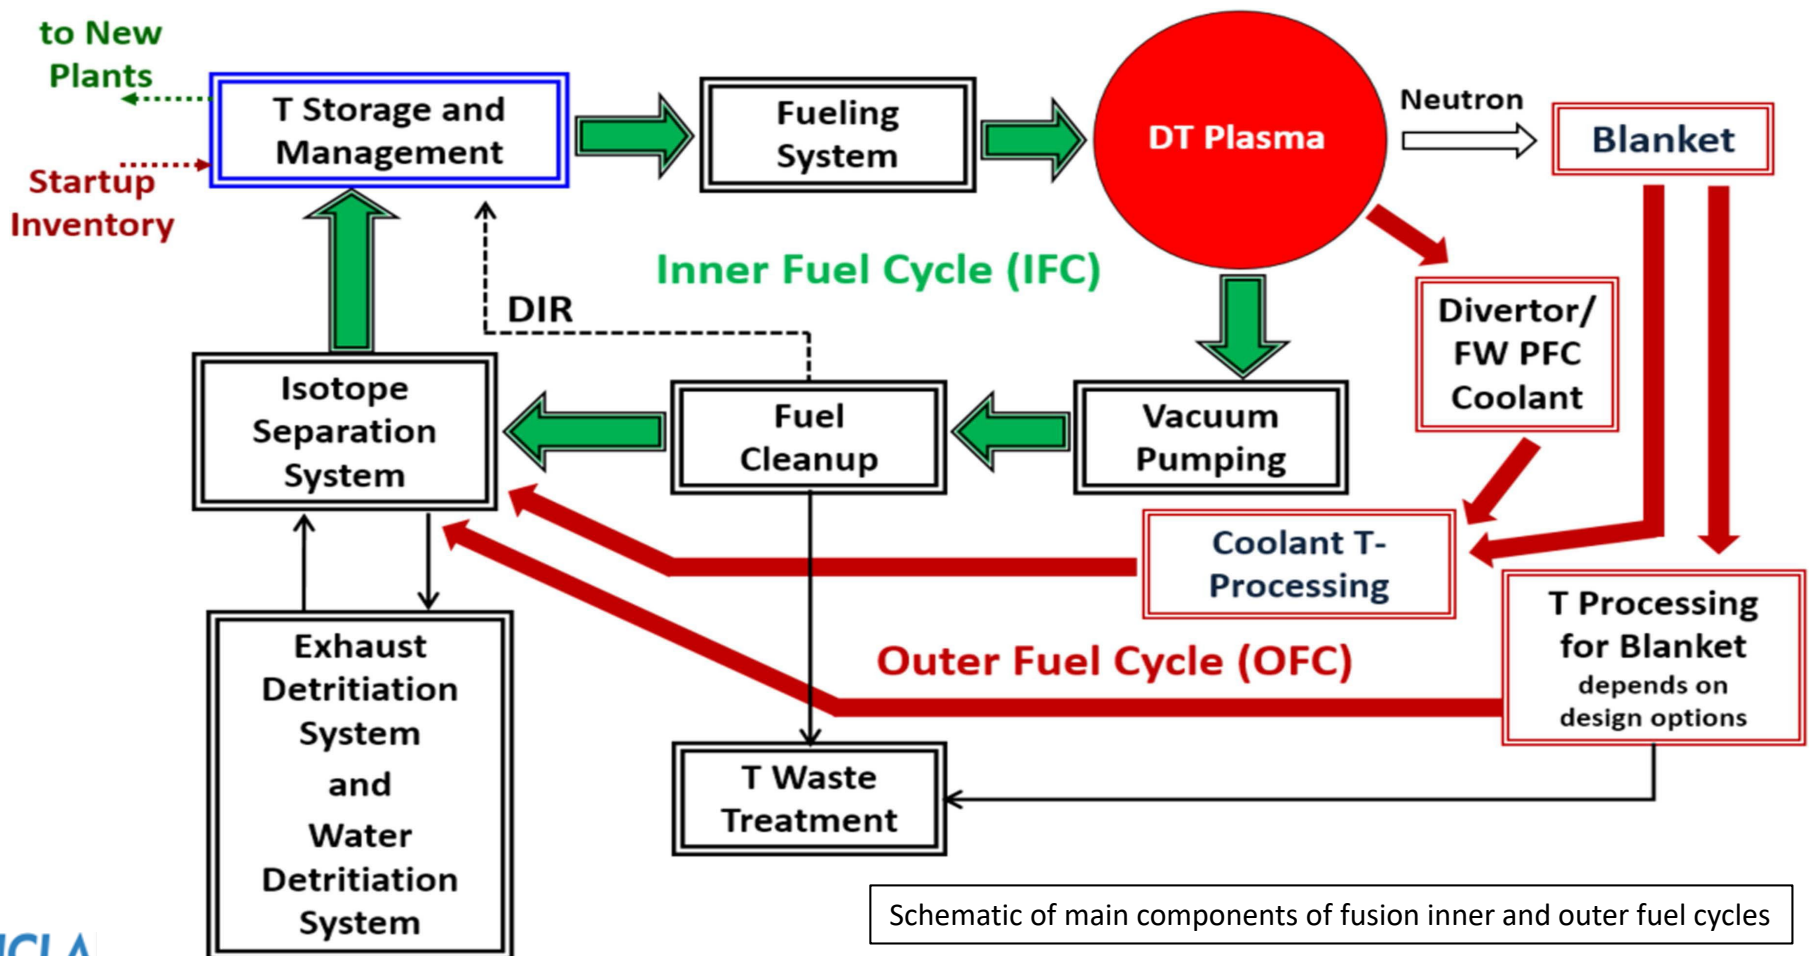 to New
Plants
T Storage and
Management
Startup
Inventory
Fueling
System
DT Plasma
Neutron
Blanket
Inner Fuel Cycle (IFC)
DIR
Divertor/
FW PFC
Coolant
Isotope
Separation
System
Fuel
Cleanup
Vacuum
Pumping
Coolant T-
Processing
T Processing
for Blanket
depends on
design options
Outer Fuel Cycle (OFC)
Exhaust
Detritiation
System
and
Water
Detritiation
System
T Waste
Treatment
Schematic of main components of fusion inner and outer fuel cycles